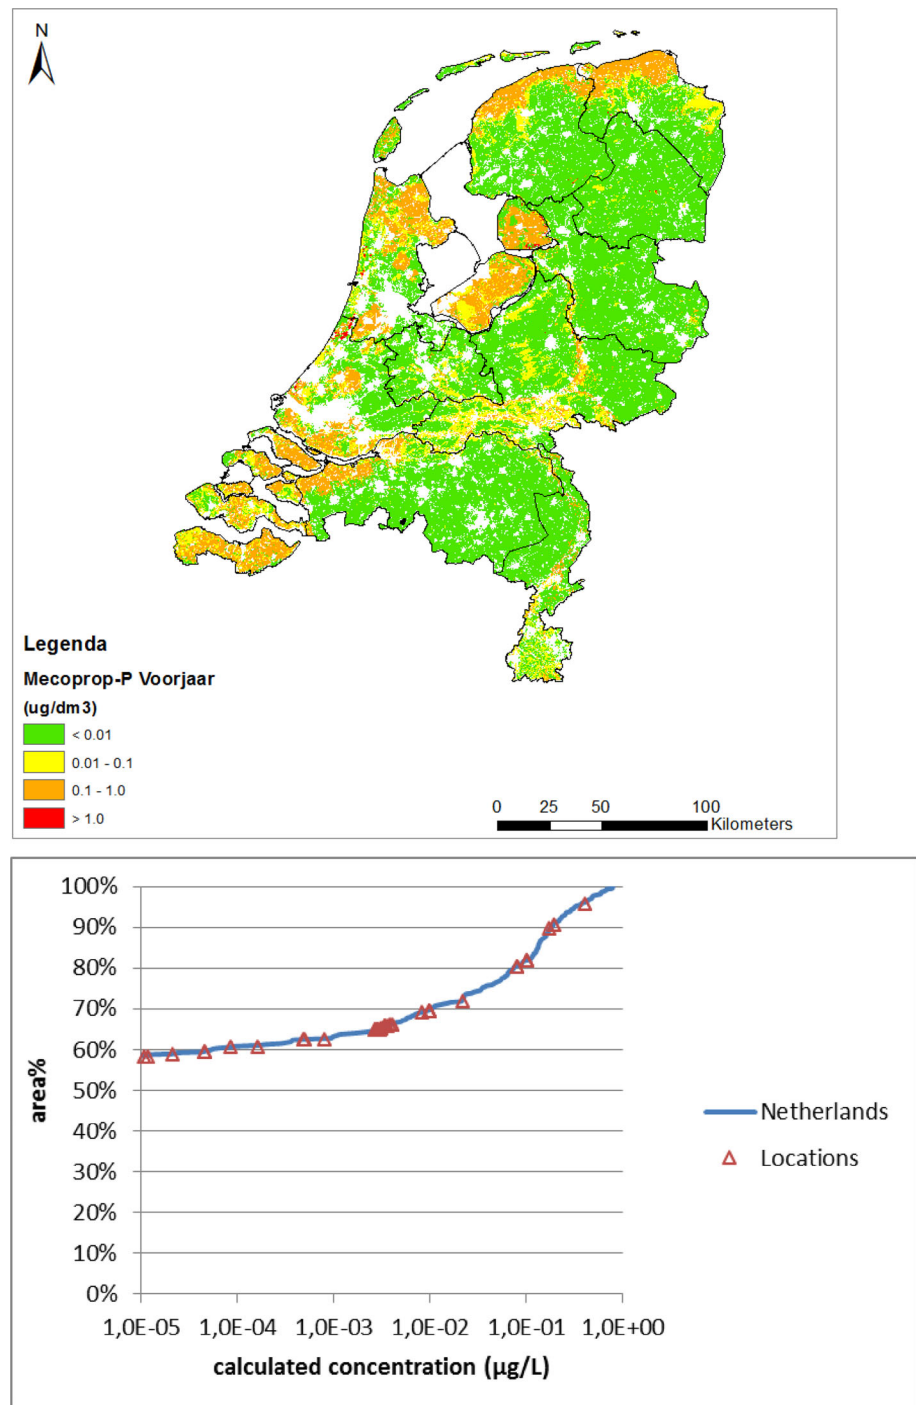 N
Legenda
Mecoprop-P Voorjaar
(ug/dm3)
< 0.01
0.01 - 0.1
0.1 - 1.0
> 1.0
0 25 50 100
Kilometers
100%
90%
80%
70%
60%
50%
40%
30%
20%
10%
0%
area%
Netherlands
Locations
1,0E-05 1,0E-04 1,0E-03 1,0E-02 1,0E-01 1,0E+00
calculated concentration (µg/L)